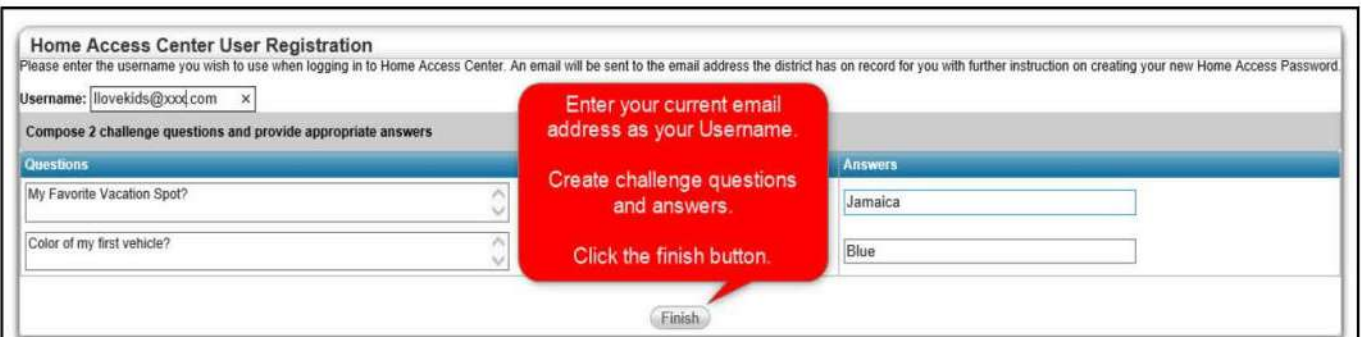 Home Access Center User Registration
Please enter the username you wish to use when logging in to Home Access Center. An email will be sent to the email address the district has on record for you with further instruction on creating your new Home Access Password.
Username: Ilovekids@xxx.com ×
Compose 2 challenge questions and provide appropriate answers
Questions
Answers
My Favorite Vacation Spot?
Jamaica
Color of my first vehicle?
Blue
Enter your current email
address as your Username.
Create challenge questions
and answers.
Click the finish button.
Finish